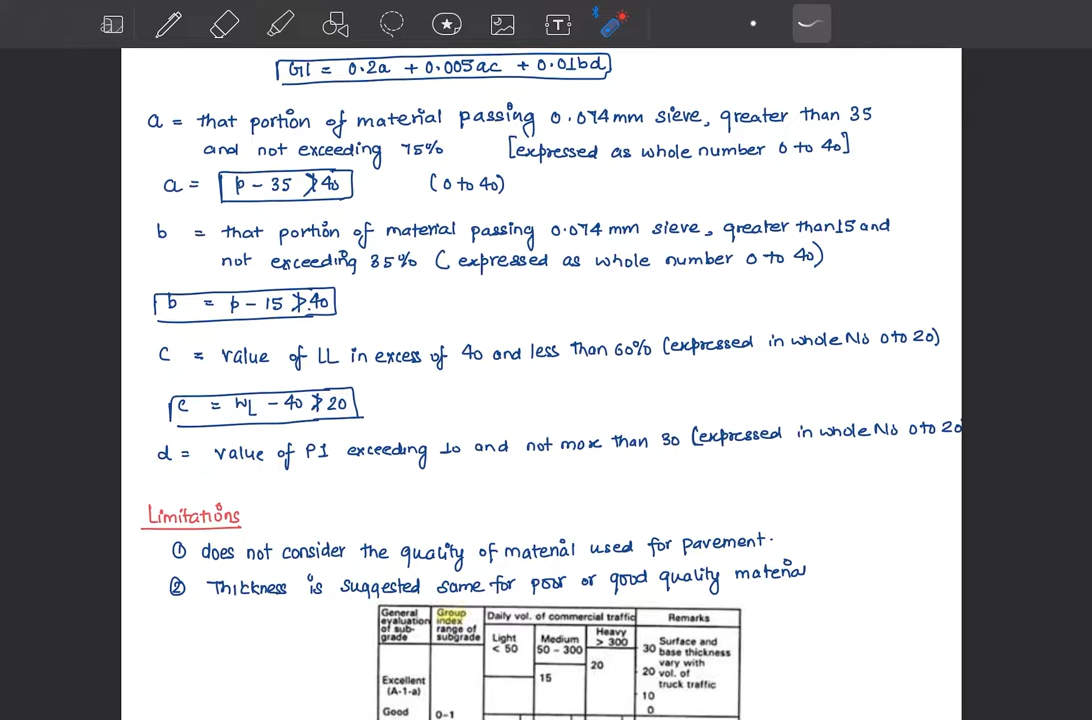 GI = 0.2a + 0.005ac + 0.01bd
a = that portion of material passing 0.074mm sieve, greater than 35
and not exceeding 75% [expressed as whole number 0 to 40]
a = p - 35 ≯ 40 (0 to 40)
b = that portion of material passing 0.074 mm sieve, greater than 15 and
not exceeding 35% (expressed as whole number 0 to 40)
b = p - 15 ≯ 40
c = value of LL in excess of 40 and less than 60% (expressed in whole No 0 to 20)
c = WL - 40 ≯ 20
d = value of PI exceeding 10 and not more than 30 (expressed in whole No 0 to 20
Limitations
① does not consider the quality of material used for pavement.
② Thickness is suggested same for poor or good quality material
General evaluation of sub-grade
Group index range of subgrade
Daily vol. of commercial traffic
Remarks
Light < 50
Medium 50 – 300
Heavy > 300
30 Surface and base thickness
20 vary with vol. of truck traffic
10
0
20
15
Excellent (A-1-a)
Good 0-1